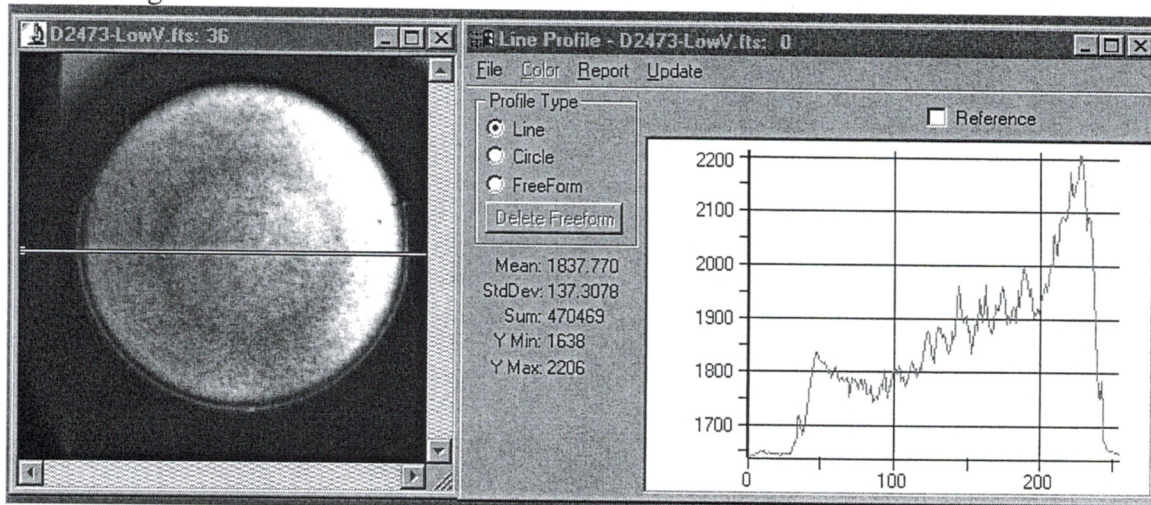 D2473-LowV.fts: 36
Line Profile - D2473-LowV.fts: 0
File Color Report Update
Profile Type
Line
Circle
FreeForm
Delete Freeform
Mean: 1837.770
StdDev: 137.3078
Sum: 470469
Y Min: 1638
Y Max: 2206
Reference
2200
2100
2000
1900
1800
1700
0 100 200